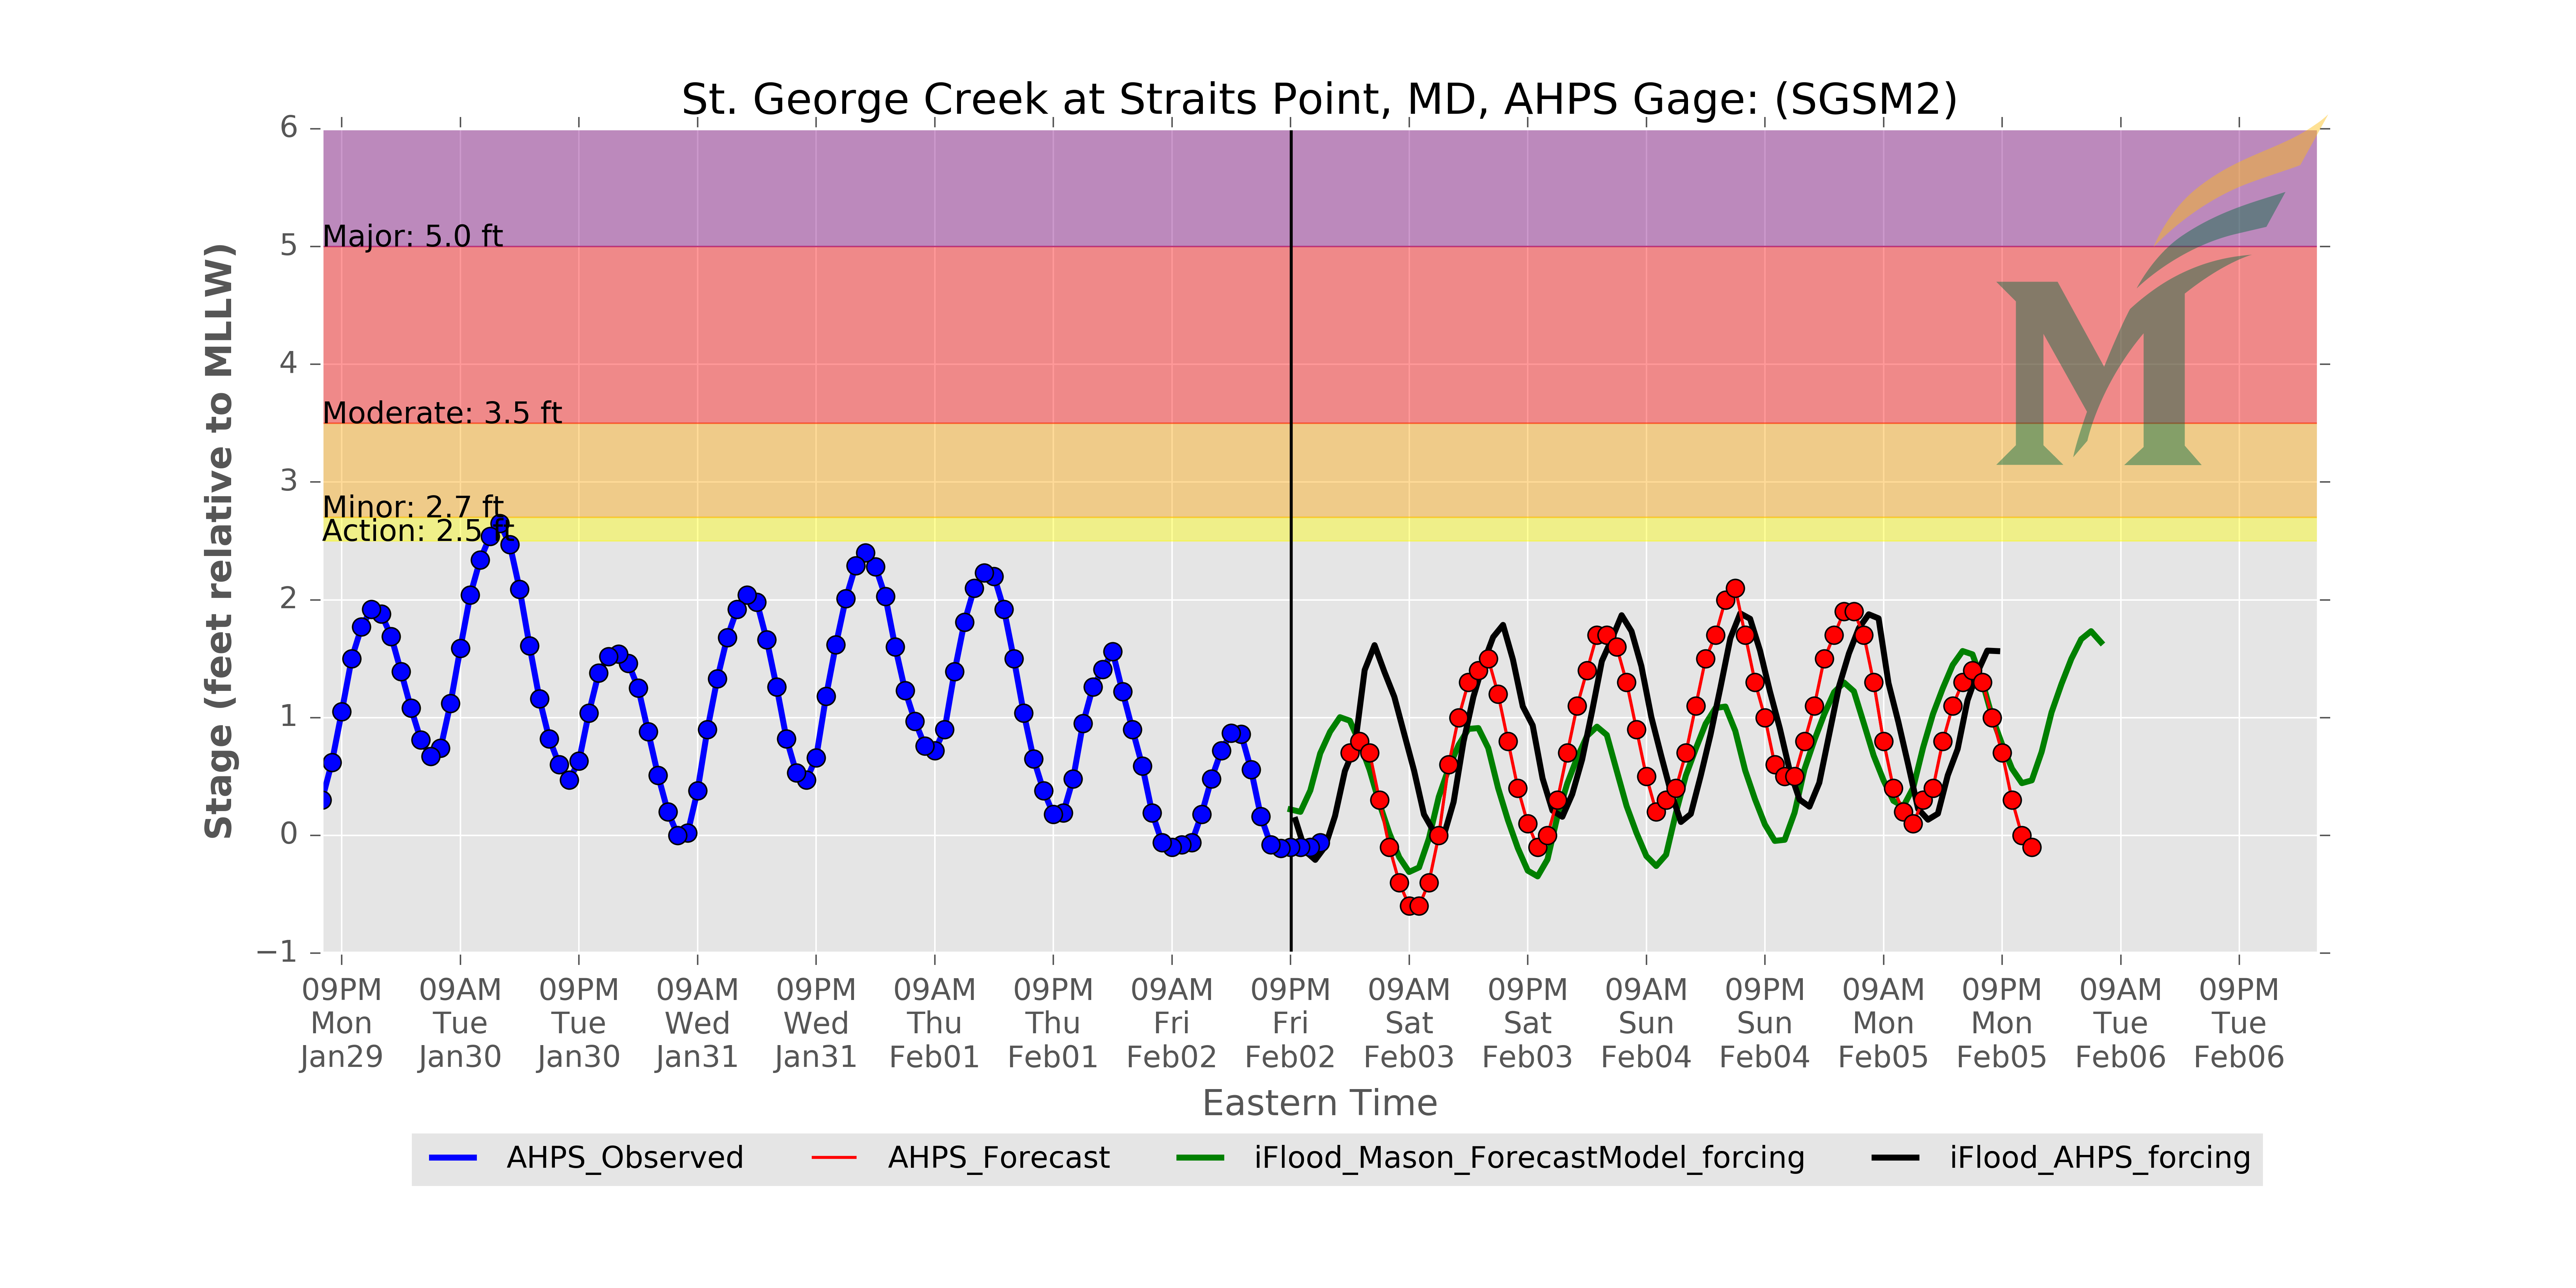 St. George Creek at Straits Point, MD, AHPS Gage: (SGSM2)
Stage (feet relative to MLLW)
6
5
4
3
2
1
0
−1
Major: 5.0 ft
Moderate: 3.5 ft
Minor: 2.7 ft
Action: 2.5 ft
09PM 09AM 09PM 09AM 09PM 09AM 09PM 09AM 09PM 09AM 09PM 09AM 09PM 09AM 09PM 09AM 09PM
Mon Tue Tue Wed Wed Thu Thu Fri Fri Sat Sat Sun Sun Mon Mon Tue Tue
Jan29 Jan30 Jan30 Jan31 Jan31 Feb01 Feb01 Feb02 Feb02 Feb03 Feb03 Feb04 Feb04 Feb05 Feb05 Feb06 Feb06
Eastern Time
AHPS_Observed AHPS_Forecast iFlood_Mason_ForecastModel_forcing iFlood_AHPS_forcing